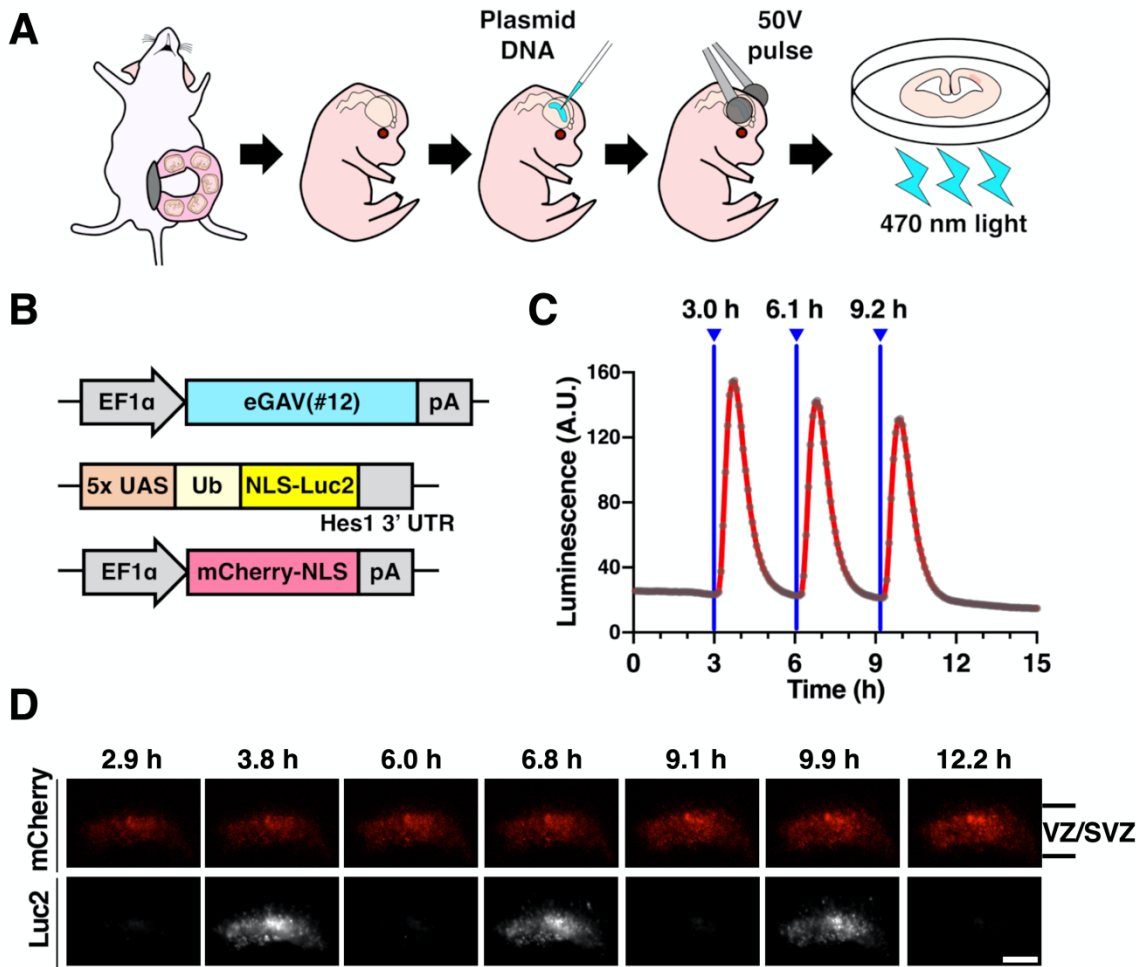 A
Plasmid
DNA
50V
pulse
470 nm light
B
EF1α eGAV(#12) pA
5x UAS Ub NLS-Luc2
Hes1 3’ UTR
EF1α mCherry-NLS pA
C
3.0 h 6.1 h 9.2 h
Luminescence (A.U.)
160
120
80
40
0
0 3 6 9 12 15
Time (h)
D
2.9 h 3.8 h 6.0 h 6.8 h 9.1 h 9.9 h 12.2 h
mCherry
VZ/SVZ
Luc2